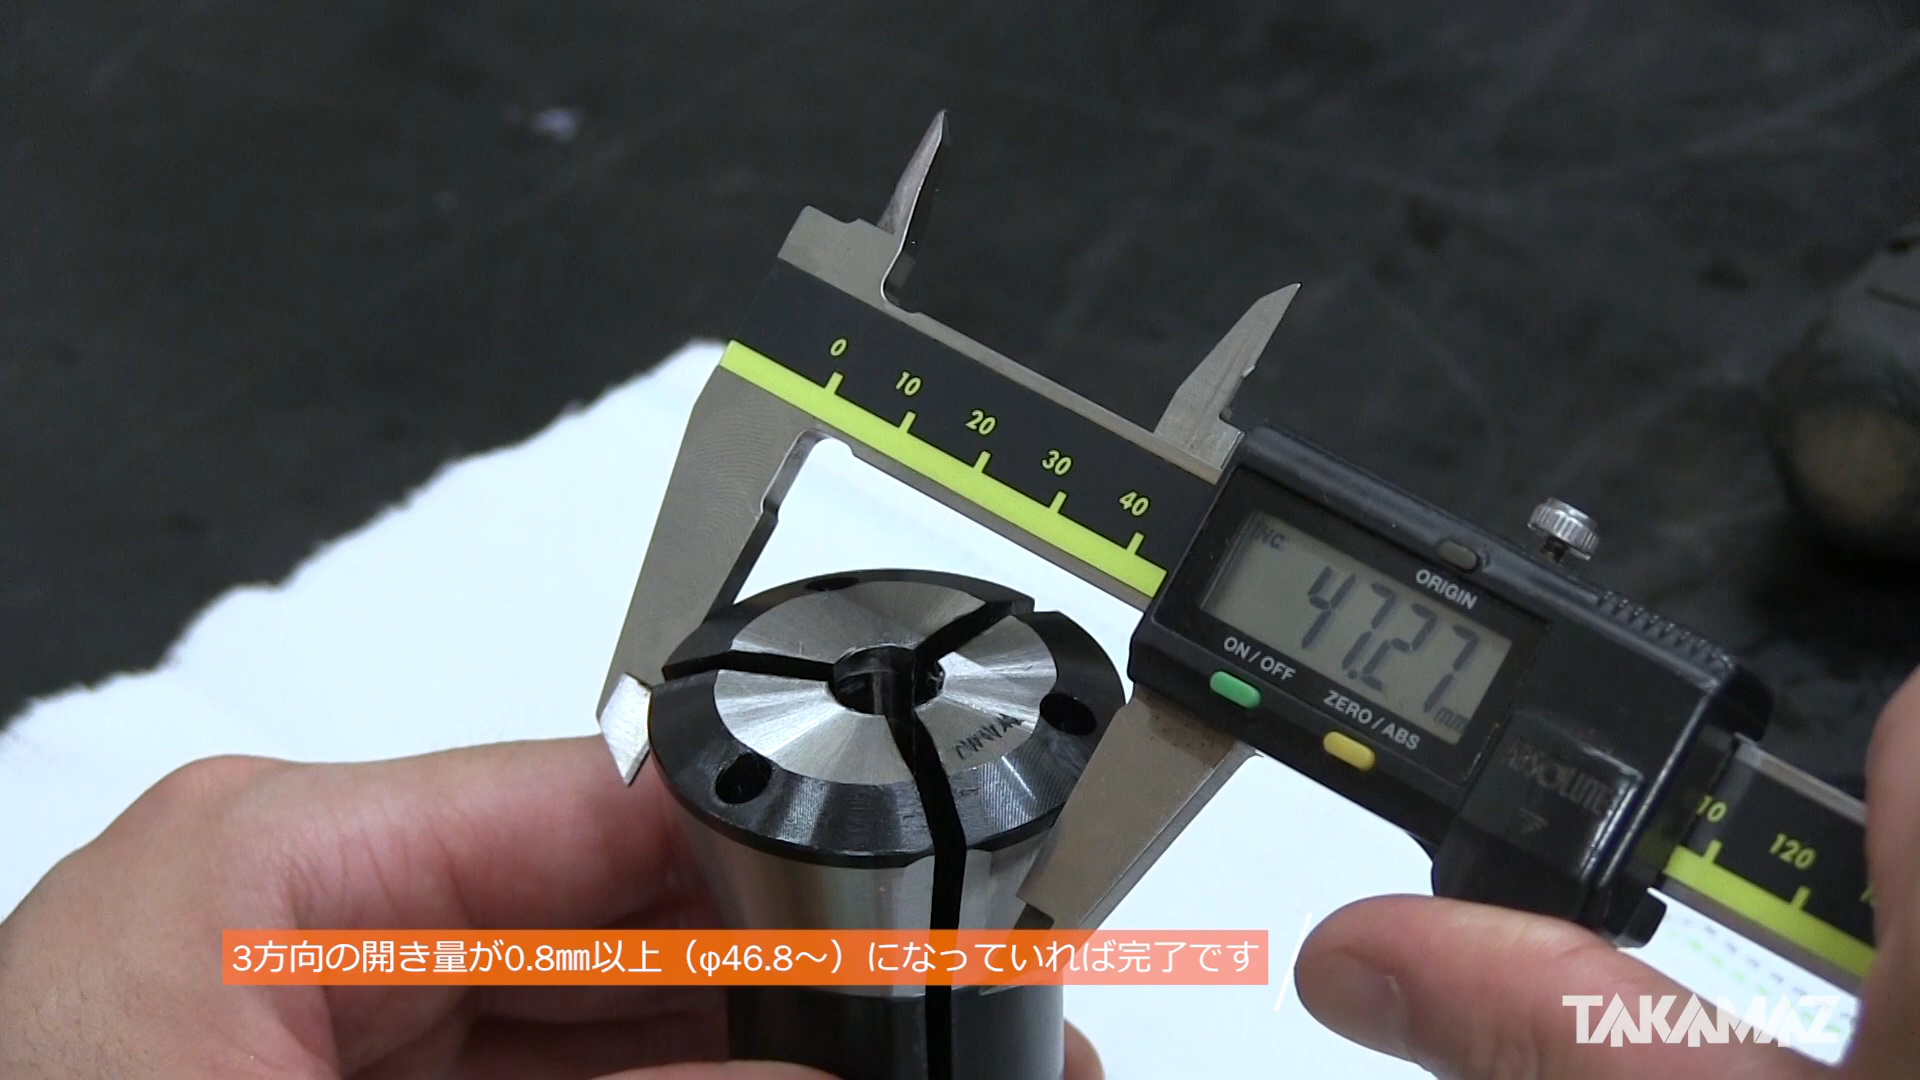 0 10 20 30 40
INC
47.27 mm
ORIGIN
ON / OFF
ZERO / ABS
ABSOLUTE
120
3方向の開き量が0.8㎜以上（φ46.8～）になっていれば完了です
TAKAMAZ